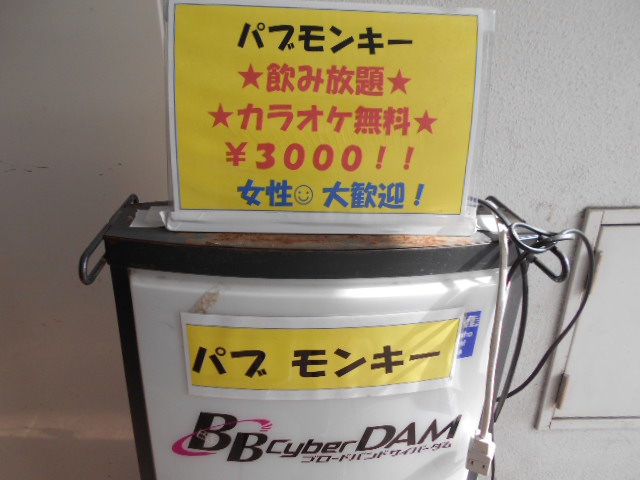 パブモンキー
★飲み放題★
★カラオケ無料★
￥3000！！
女性☺大歓迎！
パブ モンキー
BB Cyber DAM
ブロードバンドサイバーダム